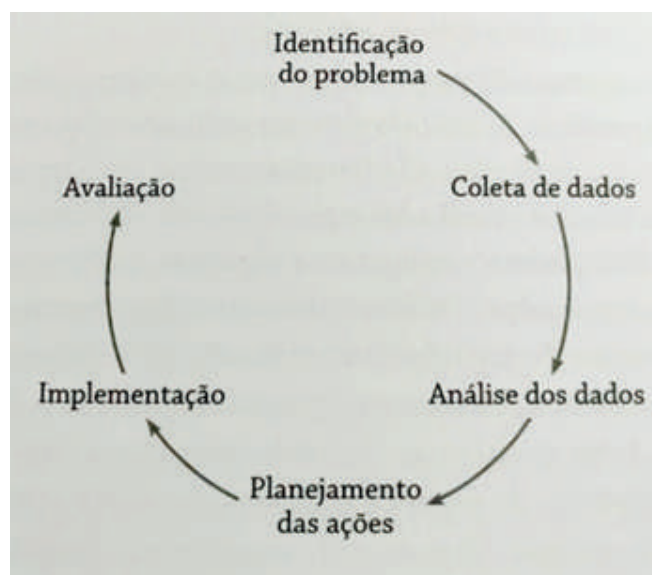 Identificação
do problema
Coleta de dados
Análise dos dados
Planejamento
das ações
Implementação
Avaliação